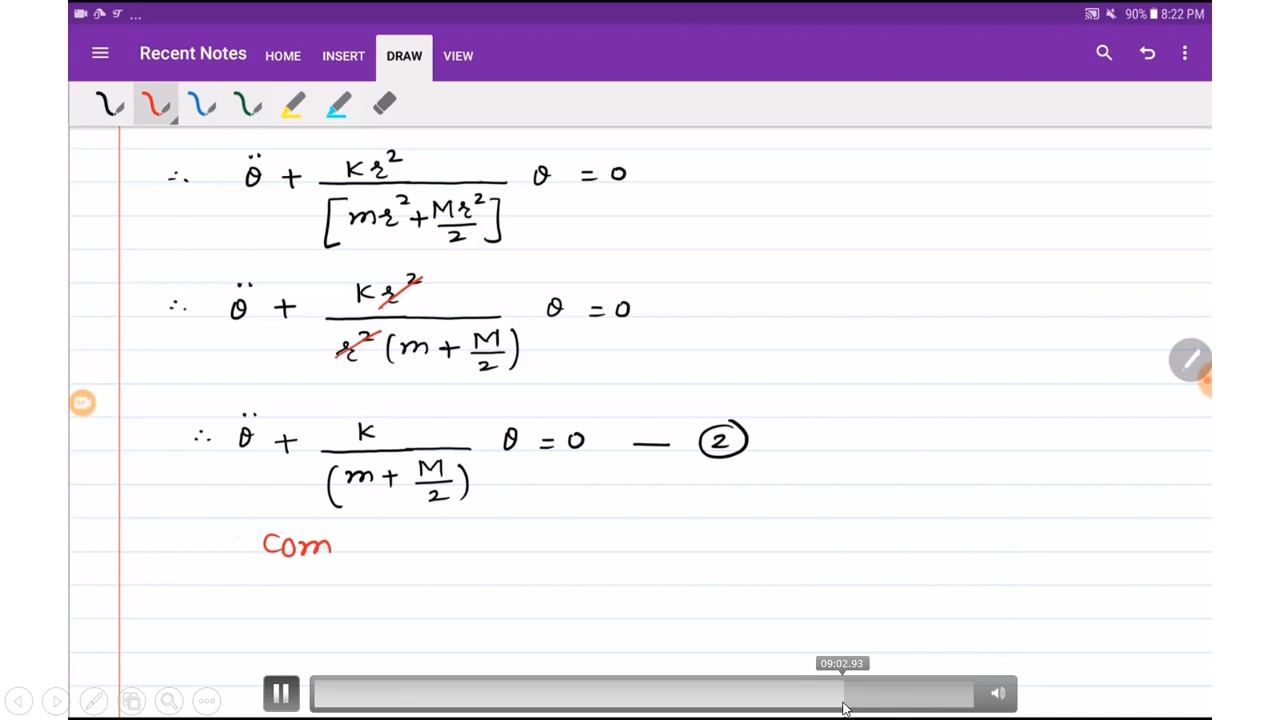 90% 8:22 PM
Recent Notes HOME INSERT DRAW VIEW
∴ θ̈ + Kr² / [mr² + Mr²/2] θ = 0
∴ θ̈ + Kr² / r²(m + M/2) θ = 0
∴ θ̈ + K / (m + M/2) θ = 0 — ②
Com
09:02.93